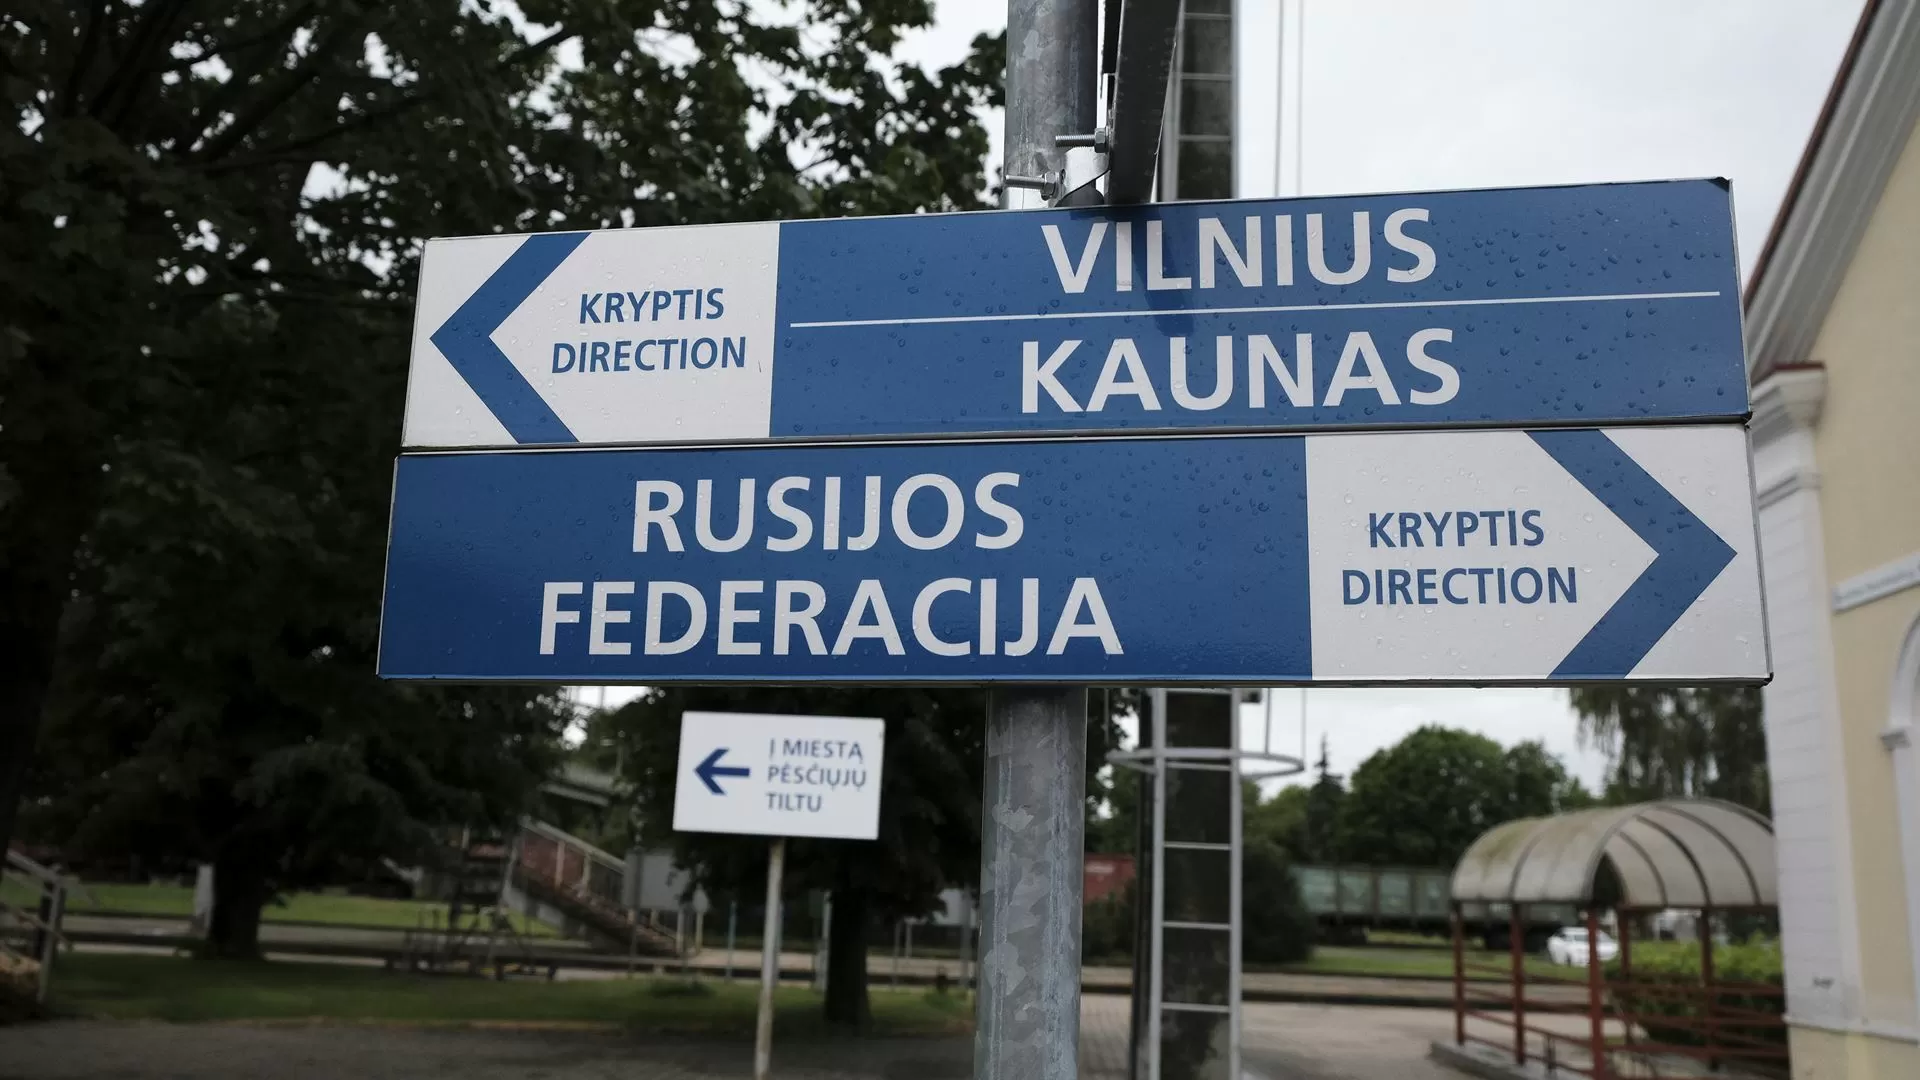 KRYPTIS
DIRECTION
VILNIUS
KAUNAS
RUSIJOS
FEDERACIJA
KRYPTIS
DIRECTION
Į MIESTĄ
PĖSČIŲJŲ
TILTU